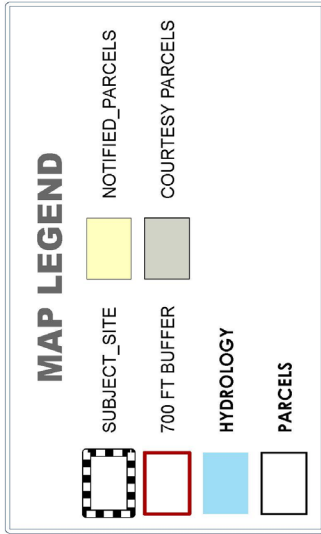 MAP LEGEND
SUBJECT_SITE
NOTIFIED_PARCELS
700 FT BUFFER
COURTESY PARCELS
HYDROLOGY
PARCELS